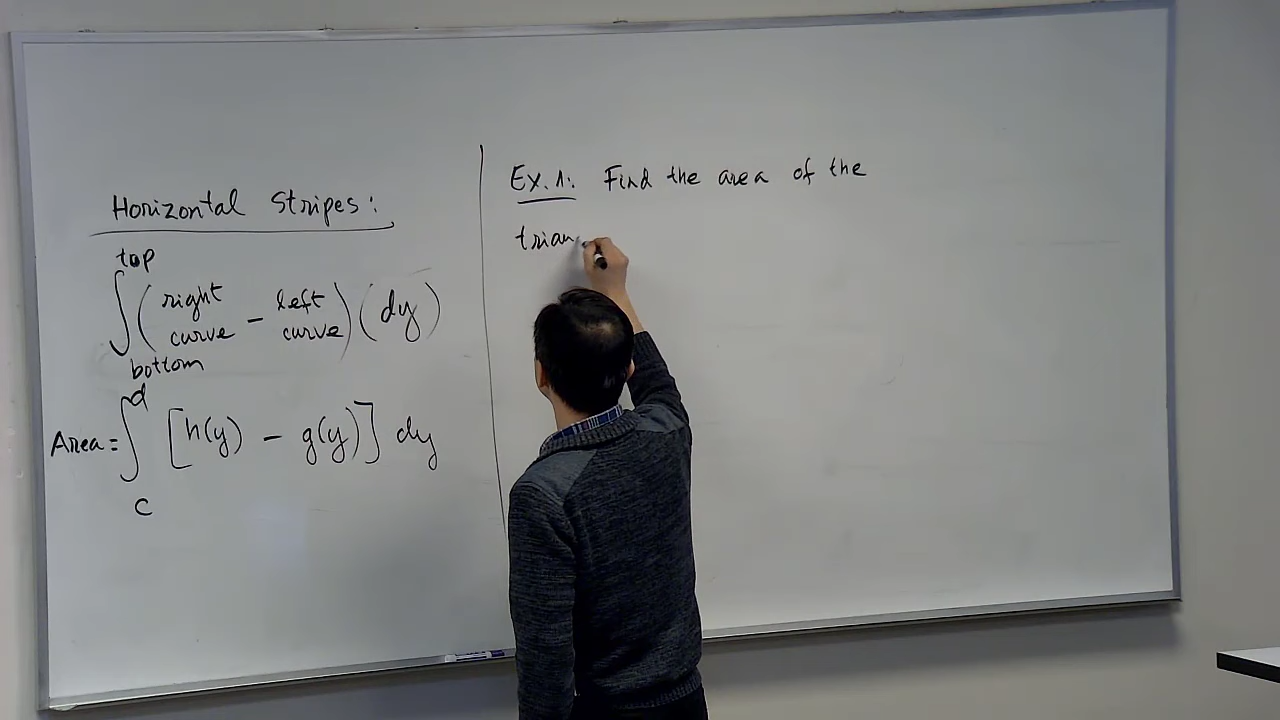 Horizontal Stripes:
top
∫ (right curve − left curve) (dy)
bottom
d
Area = ∫ [h(y) − g(y)] dy
c
Ex. 1: Find the area of the
trian